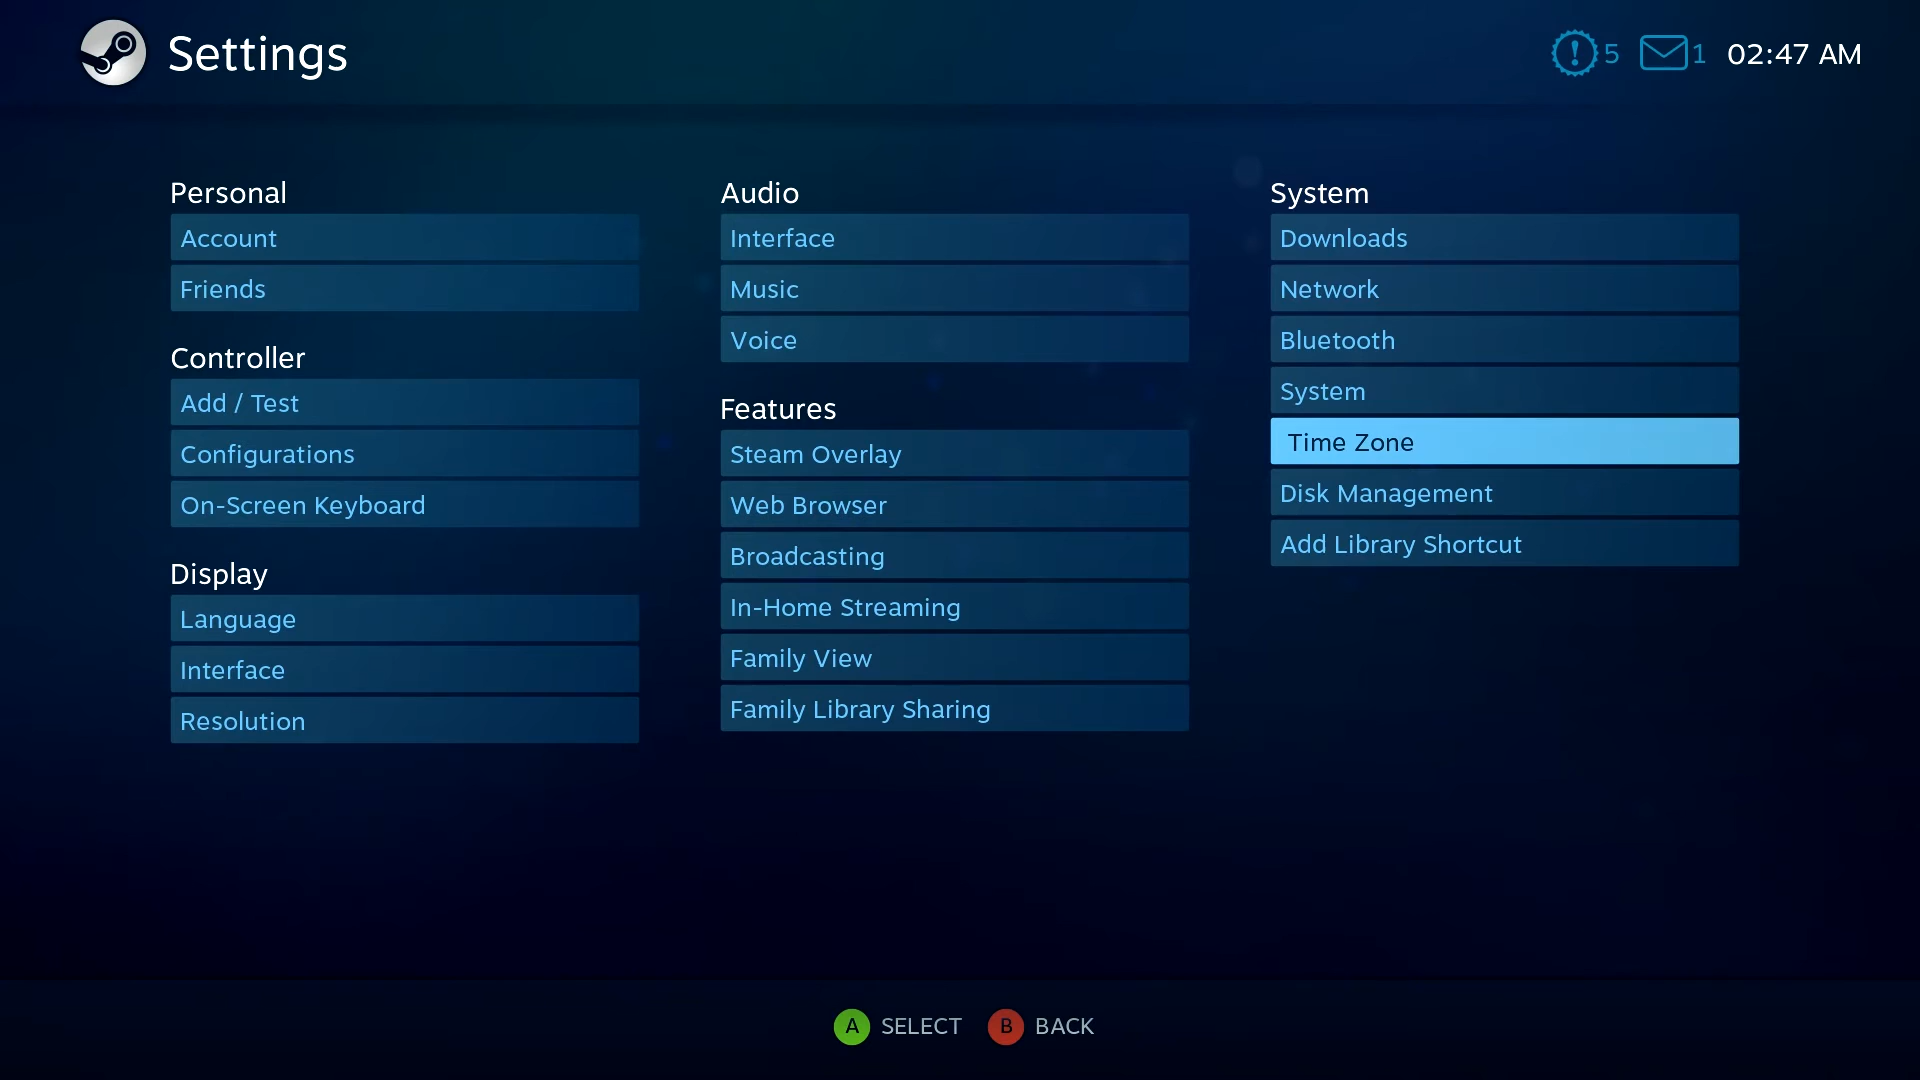 Settings
5
1
02:47 AM
Personal
Account
Friends
Controller
Add / Test
Configurations
On-Screen Keyboard
Display
Language
Interface
Resolution
Audio
Interface
Music
Voice
Features
Steam Overlay
Web Browser
Broadcasting
In-Home Streaming
Family View
Family Library Sharing
System
Downloads
Network
Bluetooth
System
Time Zone
Disk Management
Add Library Shortcut
A SELECT B BACK